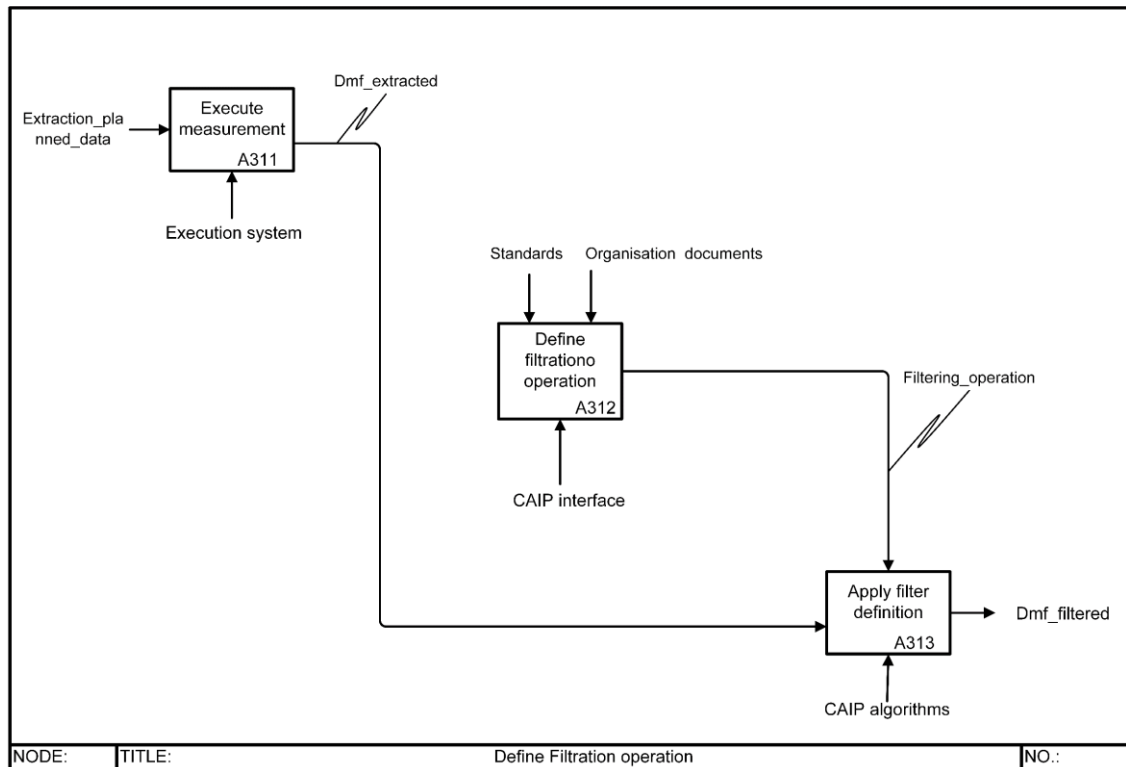 Dmf_extracted
Extraction_pla
nned_data
Execute
measurement
A311
Execution system
Standards
Organisation documents
Define
filtrationo
operation
A312
CAIP interface
Filtering_operation
Apply filter
definition
A313
Dmf_filtered
CAIP algorithms
NODE:
TITLE:
Define Filtration operation
NO.: